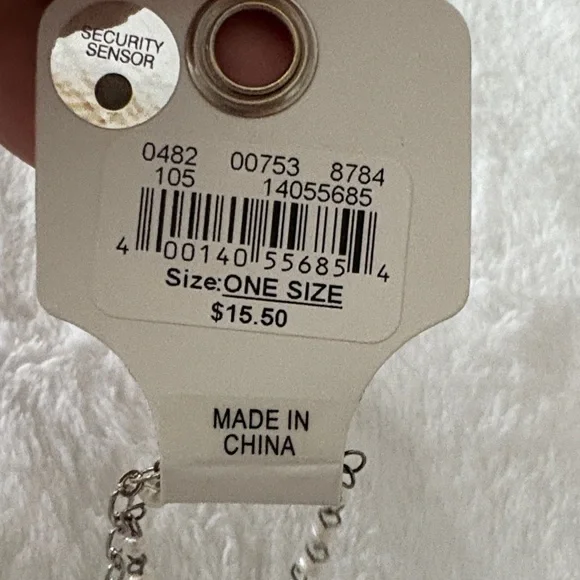 SECURITY
SENSOR
0482 00753 8784
105 14055685
4 00140 55685 4
Size:ONE SIZE
$15.50
MADE IN
CHINA